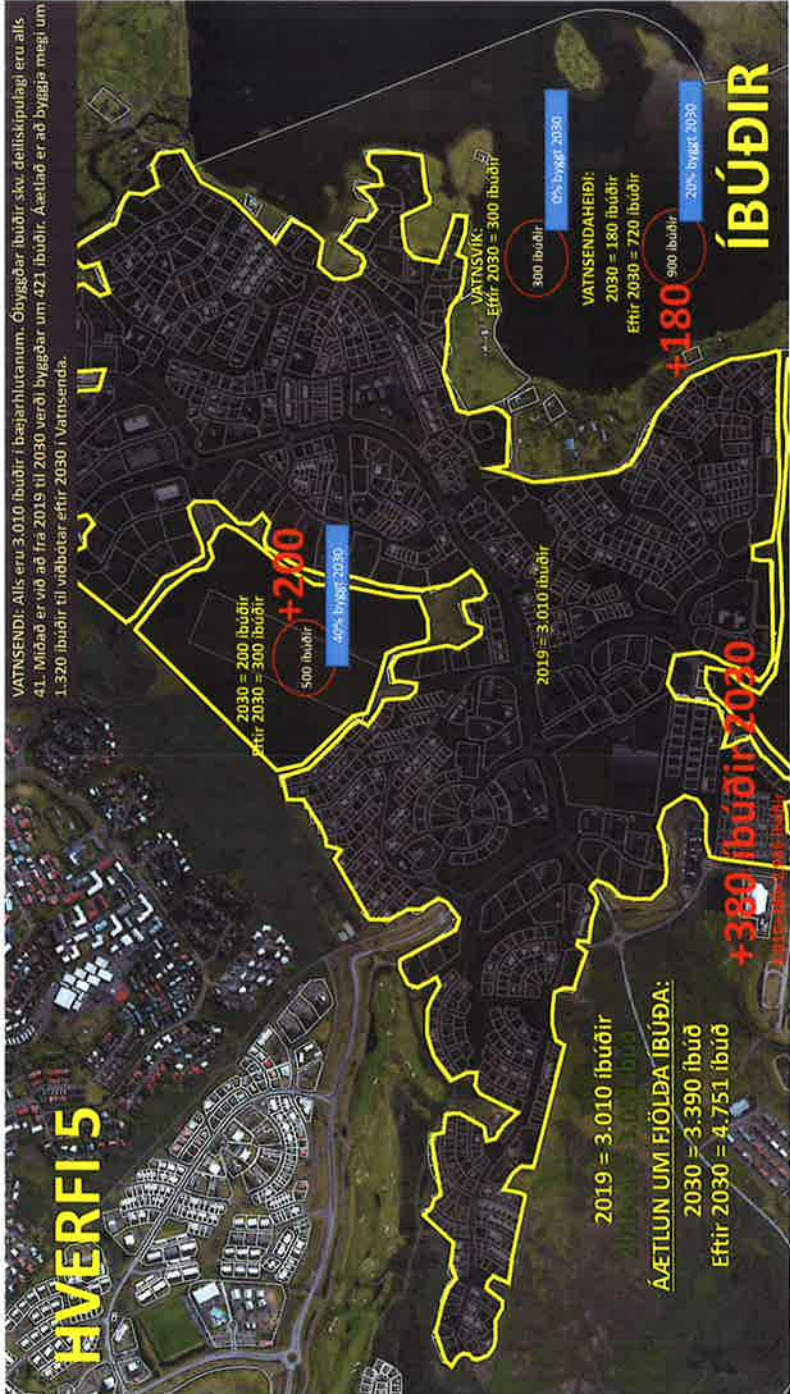 HVERFI 5
VATNSENDI: Alls eru 3.010 íbúðir í bæjarhlutanum. Óbyggðar íbúðir skv. deiliskipulagi eru alls
41. Miðað er við að frá 2019 til 2030 verði byggðar um 421 íbúðir. Áætlað er að byggja megi um
1.320 íbúðir til viðbótar eftir 2030 í Vatnsenda.
2030 = 200 íbúðir
Eftir 2030 = 300 íbúðir
+200
500 íbúðir
40% byggt 2030
2019 = 3.010 íbúðir
VATNSVÍK:
Eftir 2030 = 300 íbúðir
300 íbúðir
0% byggt 2030
VATNSENDAHEIÐI:
2030 = 180 íbúðir
Eftir 2030 = 720 íbúðir
+180
900 íbúðir
20% byggt 2030
ÍBÚÐIR
+380 íbúðir 2030
2019 = 3.010 íbúðir
ÁÆTLUN UM FJÖLDA ÍBÚÐA:
2030 = 3.390 íbúð
Eftir 2030 = 4.751 íbúð